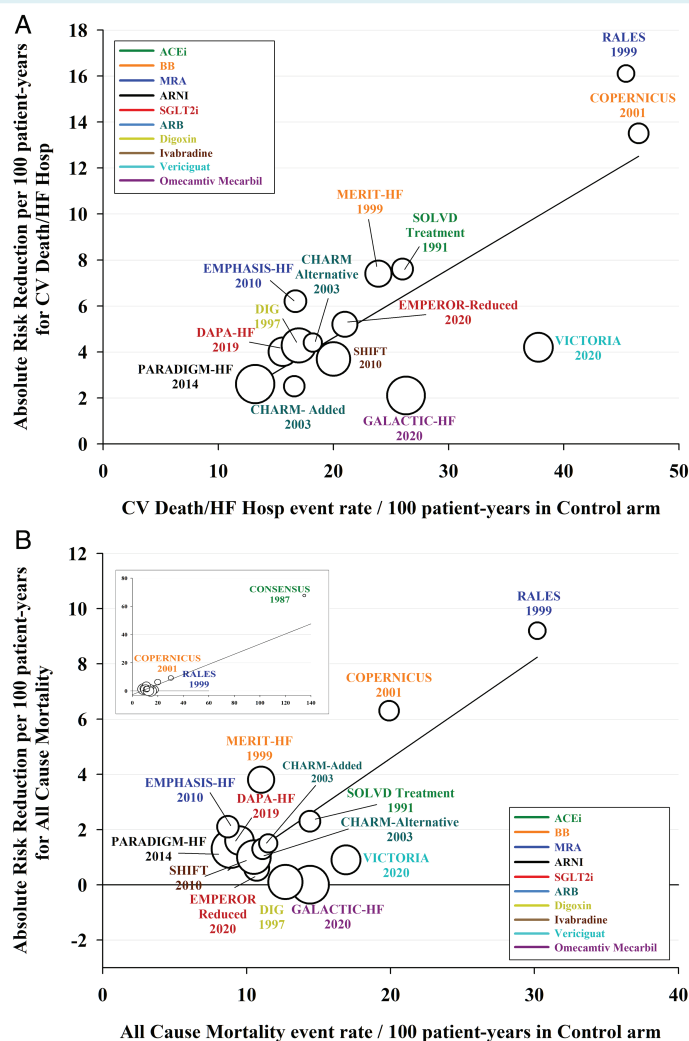 A
Absolute Risk Reduction per 100 patient-years
for CV Death/HF Hosp
18
16
14
12
10
8
6
4
2
0
ACEi
BB
MRA
ARNI
SGLT2i
ARB
Digoxin
Ivabradine
Vericiguat
Omecamtiv Mecarbil
RALES
1999
COPERNICUS
2001
MERIT-HF
1999
SOLVD
Treatment
1991
CHARM
Alternative
2003
EMPHASIS-HF
2010
DIG
1997
EMPEROR-Reduced
2020
DAPA-HF
2019
SHIFT
2010
VICTORIA
2020
PARADIGM-HF
2014
CHARM- Added
2003
GALACTIC-HF
2020
0
10
20
30
40
50
CV Death/HF Hosp event rate / 100 patient-years in Control arm
B
Absolute Risk Reduction per 100 patient-years
for All Cause Mortality
12
10
8
6
4
2
0
-2
80
60
40
20
0
CONSENSUS
1987
COPERNICUS
2001
RALES
1999
0
20
40
60
80
100
120
140
RALES
1999
COPERNICUS
2001
MERIT-HF
1999
CHARM-Added
2003
EMPHASIS-HF
2010
DAPA-HF
2019
SOLVD Treatment
1991
CHARM-Alternative
2003
PARADIGM-HF
2014
SHIFT
2010
VICTORIA
2020
EMPEROR
Reduced
2020
DIG
1997
GALACTIC-HF
2020
ACEi
BB
MRA
ARNI
SGLT2i
ARB
Digoxin
Ivabradine
Vericiguat
Omecamtiv Mecarbil
0
10
20
30
40
All Cause Mortality event rate / 100 patient-years in Control arm